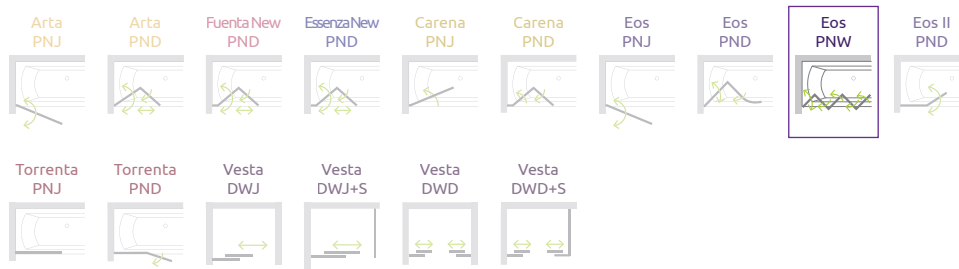 Arta
PNJ
Arta
PND
Fuenta New
PND
Essenza New
PND
Carena
PNJ
Carena
PND
Eos
PNJ
Eos
PND
Eos
PNW
Eos II
PND
Torrenta
PNJ
Torrenta
PND
Vesta
DWJ
Vesta
DWJ+S
Vesta
DWD
Vesta
DWD+S